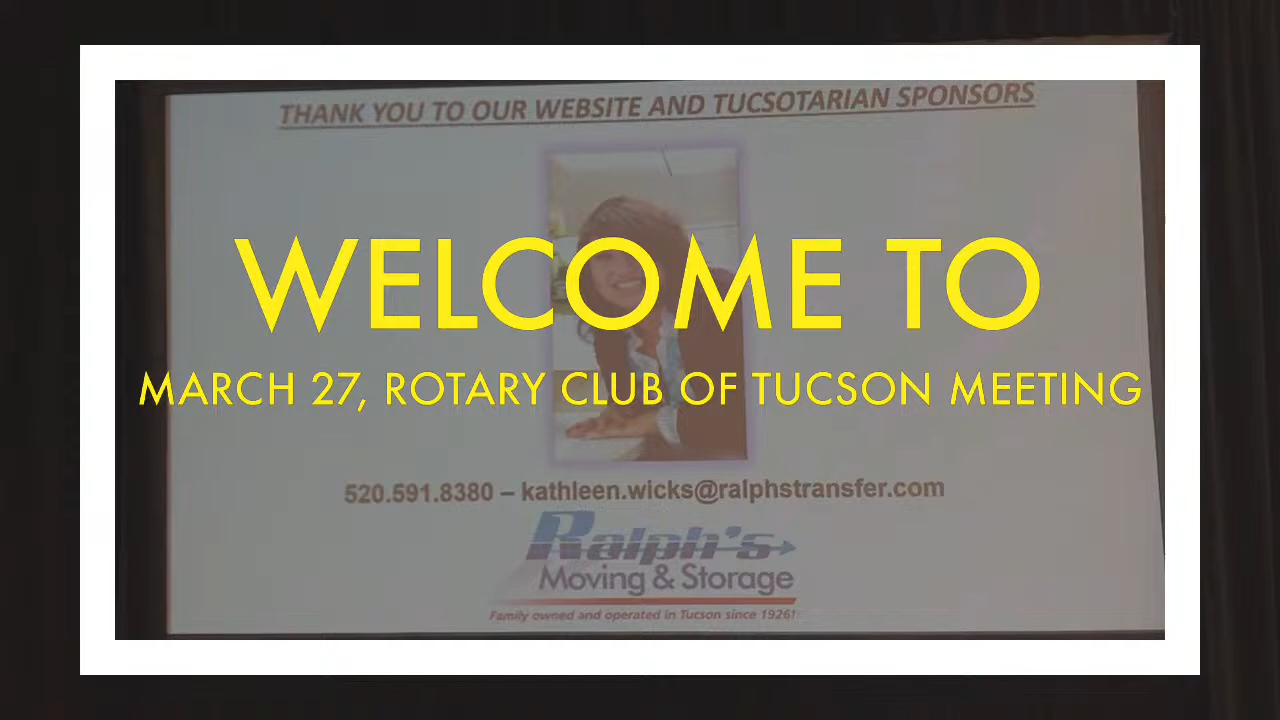 THANK YOU TO OUR WEBSITE AND TUCSOTARIAN SPONSORS
WELCOME TO
MARCH 27, ROTARY CLUB OF TUCSON MEETING
520.591.8380 – kathleen.wicks@ralphstransfer.com
Ralph's
Moving & Storage
Family owned and operated in Tucson since 1926!